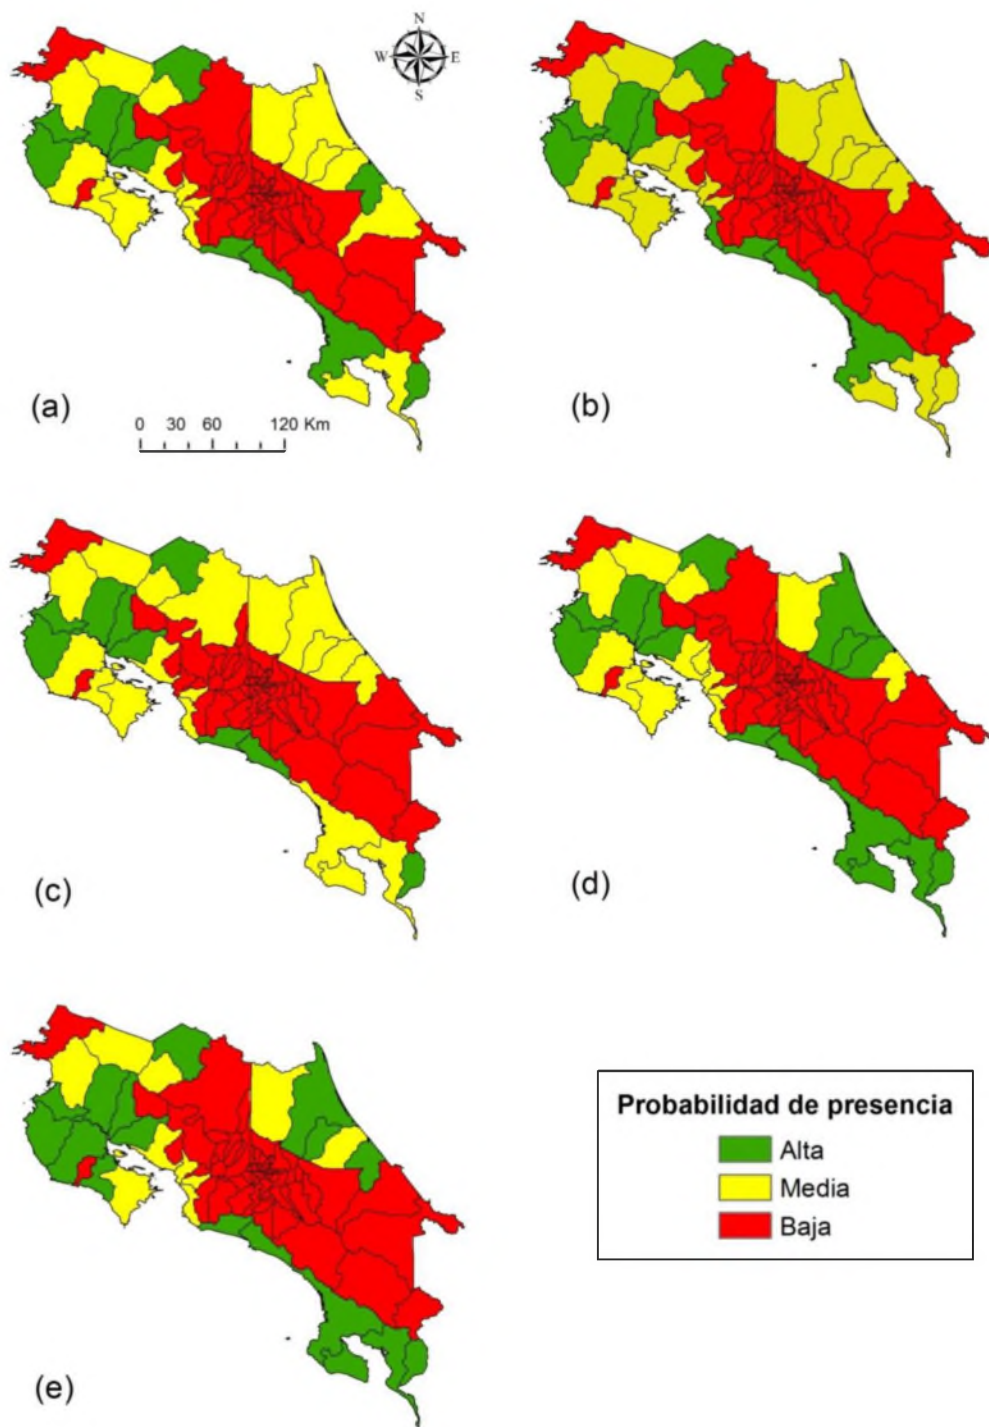 N
W E
S
(a)
(b)
0 30 60 120 Km
(c)
(d)
(e)
Probabilidad de presencia
Alta
Media
Baja